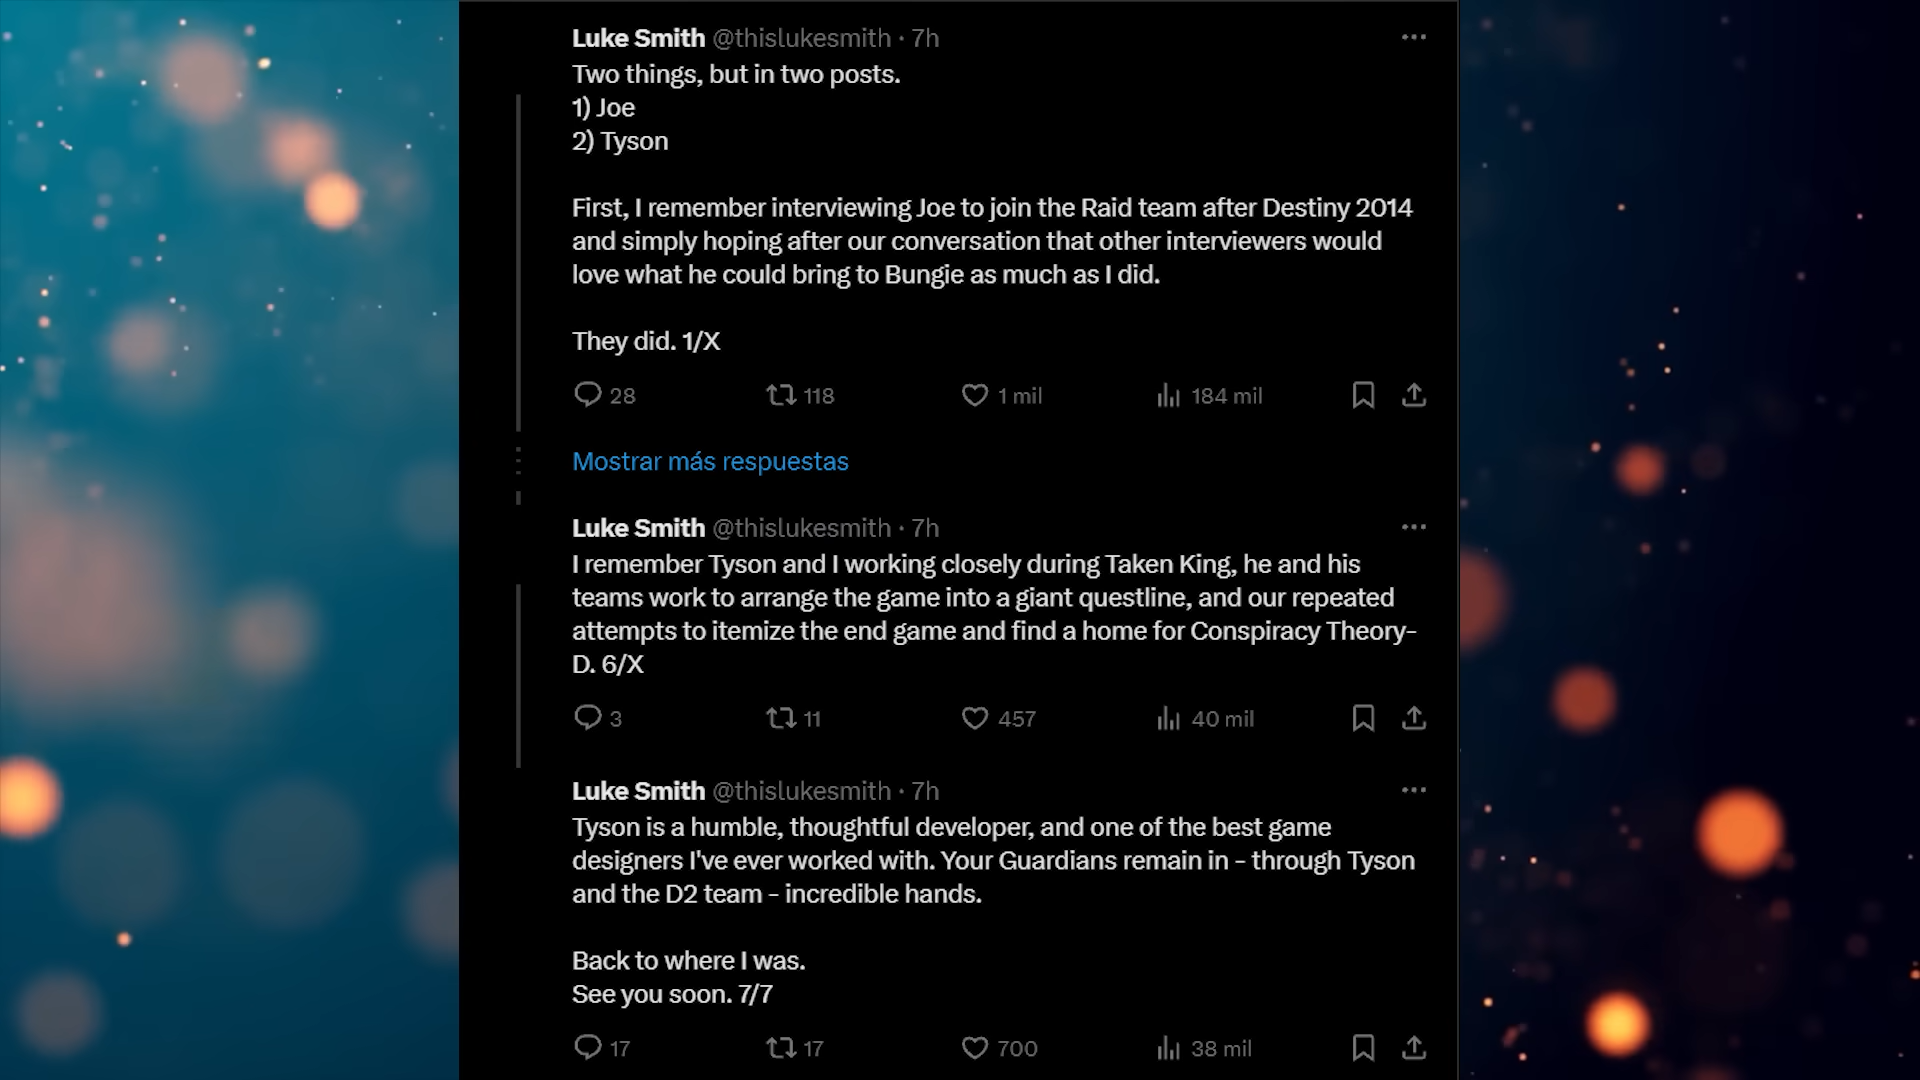 Luke Smith @thislukesmith · 7h
Two things, but in two posts.
1) Joe
2) Tyson
First, I remember interviewing Joe to join the Raid team after Destiny 2014
and simply hoping after our conversation that other interviewers would
love what he could bring to Bungie as much as I did.
They did. 1/X
28 118 1 mil 184 mil
Mostrar más respuestas
Luke Smith @thislukesmith · 7h
I remember Tyson and I working closely during Taken King, he and his
teams work to arrange the game into a giant questline, and our repeated
attempts to itemize the end game and find a home for Conspiracy Theory-
D. 6/X
3 11 457 40 mil
Luke Smith @thislukesmith · 7h
Tyson is a humble, thoughtful developer, and one of the best game
designers I've ever worked with. Your Guardians remain in - through Tyson
and the D2 team - incredible hands.
Back to where I was.
See you soon. 7/7
17 17 700 38 mil